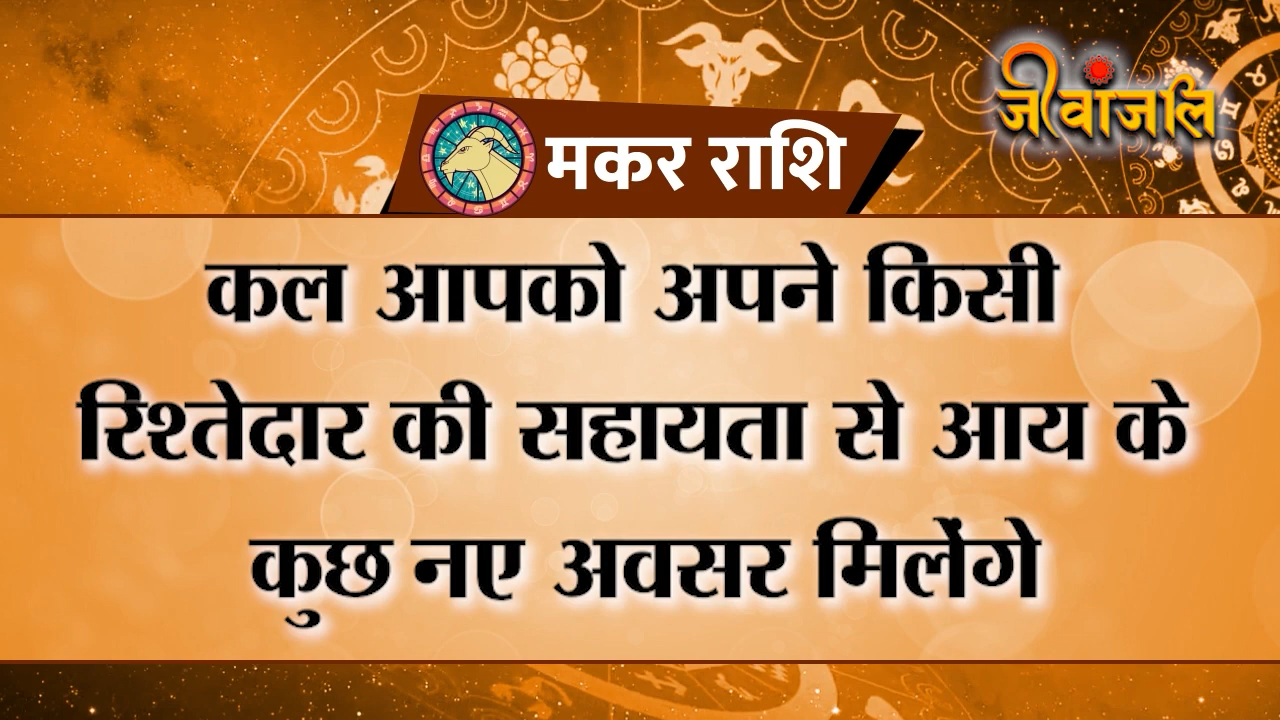 जीवांजलि
मकर राशि
कल आपको अपने किसी
रिश्तेदार की सहायता से आय के
कुछ नए अवसर मिलेंगे